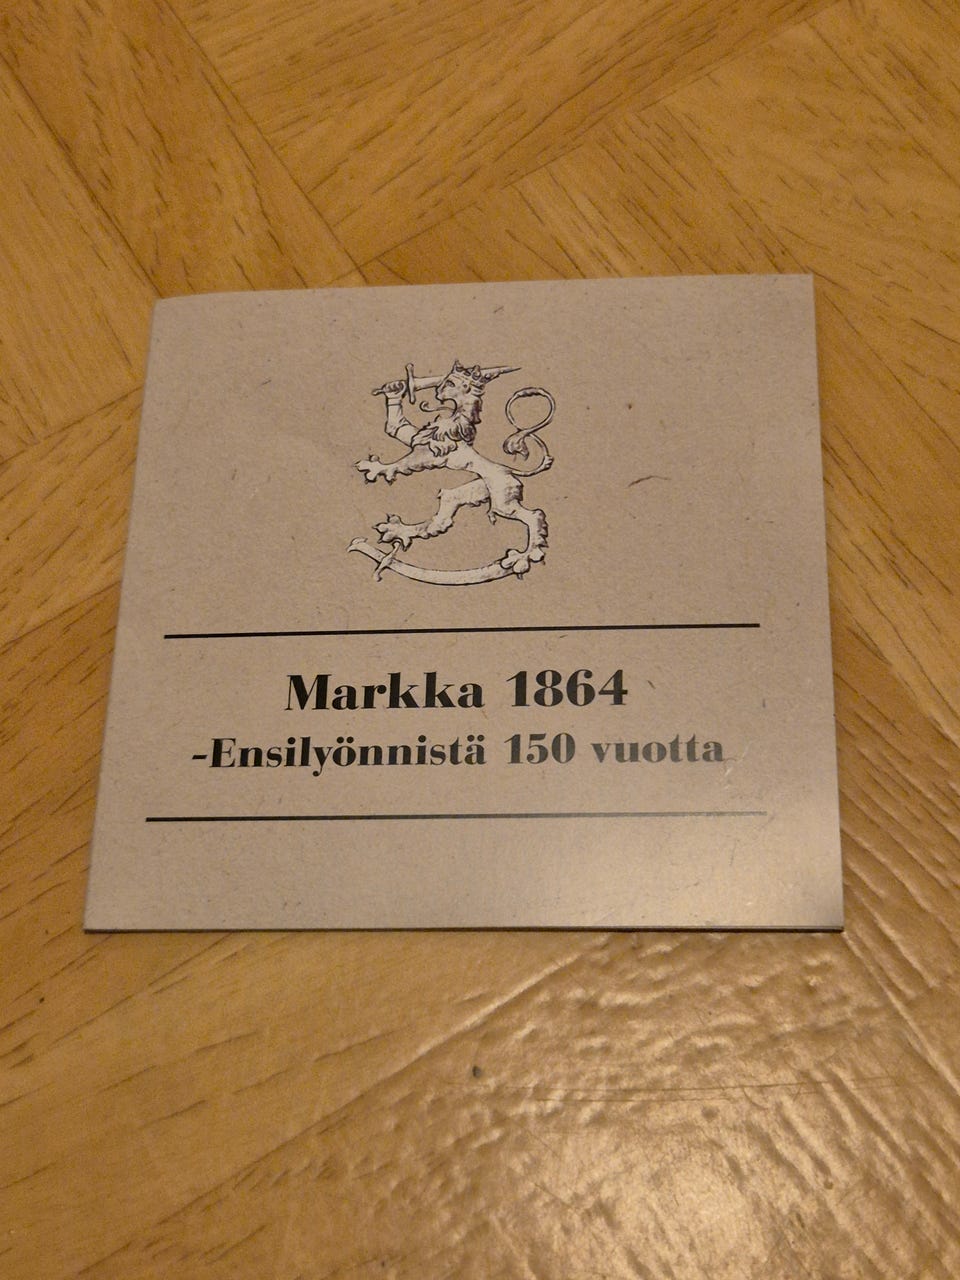 Markka 1864
-Ensilyönnistä 150 vuotta